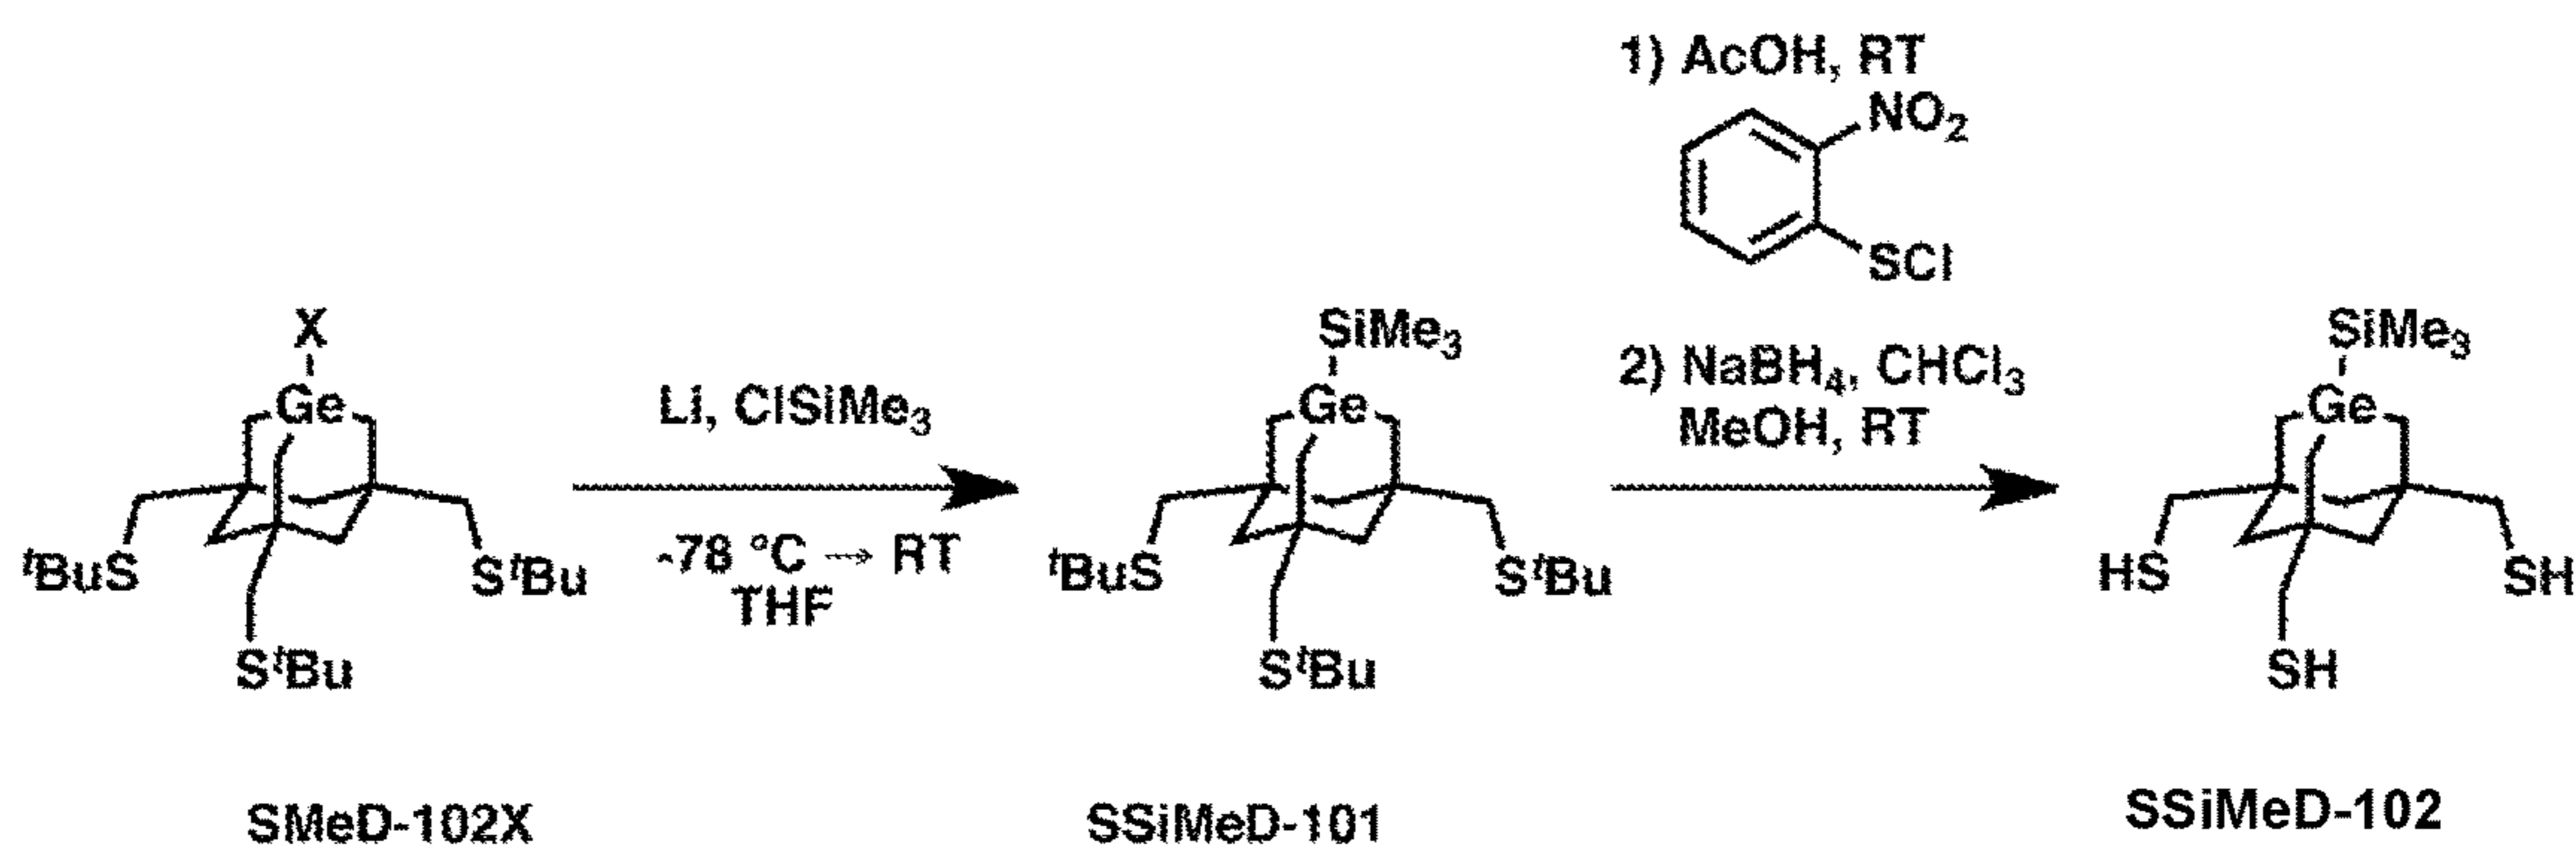 1) AcOH, RT
NO₂
SCl
2) NaBH₄, CHCl₃
MeOH, RT
X
Ge
ᵗBuS
SᵗBu
SᵗBu
Li, ClSiMe₃
-78 °C → RT
THF
SiMe₃
Ge
ᵗBuS
SᵗBu
SᵗBu
SiMe₃
Ge
HS
SH
SH
SMeD-102X
SSiMeD-101
SSiMeD-102